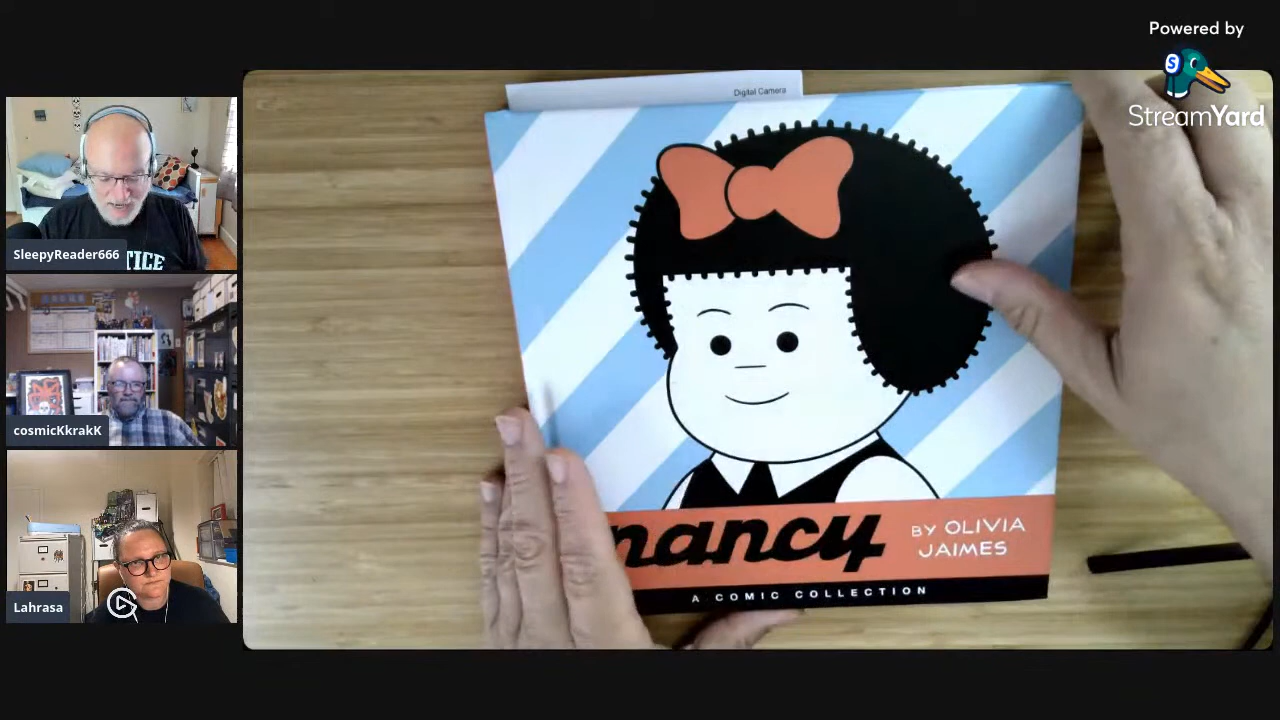 Powered by
StreamYard
SleepyReader666
TICE
cosmicKkrakK
Lahrasa
Digital Camera
nancy
BY OLIVIA
JAIMES
A COMIC COLLECTION